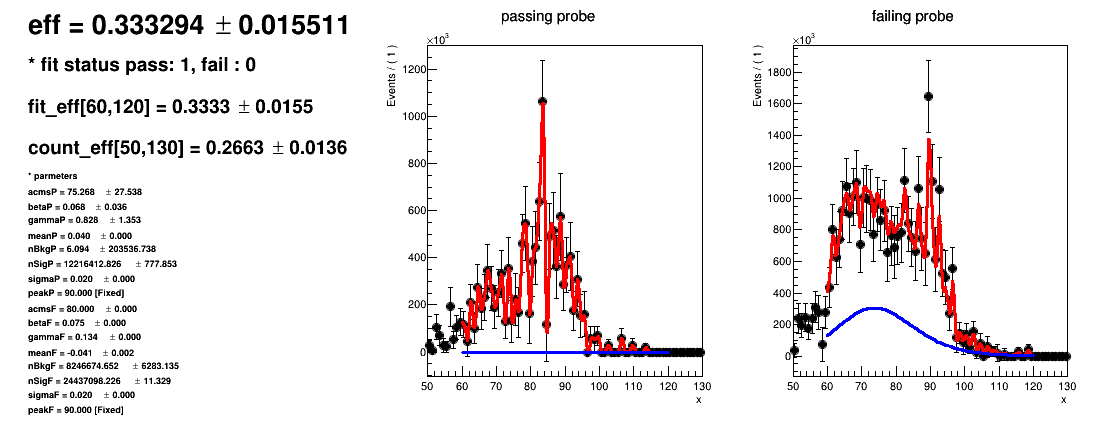 eff = 0.333294 ± 0.015511
* fit status pass: 1, fail : 0
fit_eff[60,120] = 0.3333 ± 0.0155
count_eff[50,130] = 0.2663 ± 0.0136
* parmeters
acmsP = 75.268 ± 27.538
betaP = 0.068 ± 0.036
gammaP = 0.828 ± 1.353
meanP = 0.040 ± 0.000
nBkgP = 6.094 ± 203536.738
nSigP = 12216412.826 ± 777.853
sigmaP = 0.020 ± 0.000
peakP = 90.000 [Fixed]
acmsF = 80.000 ± 0.000
betaF = 0.075 ± 0.000
gammaF = 0.134 ± 0.000
meanF = -0.041 ± 0.002
nBkgF = 8246674.652 ± 6283.135
nSigF = 24437098.226 ± 11.329
sigmaF = 0.020 ± 0.000
peakF = 90.000 [Fixed]
passing probe
×10³
Events / ( 1 )
1200
1000
800
600
400
200
0
50 60 70 80 90 100 110 120 130
x
failing probe
×10³
Events / ( 1 )
1800
1600
1400
1200
1000
800
600
400
200
0
50 60 70 80 90 100 110 120 130
x